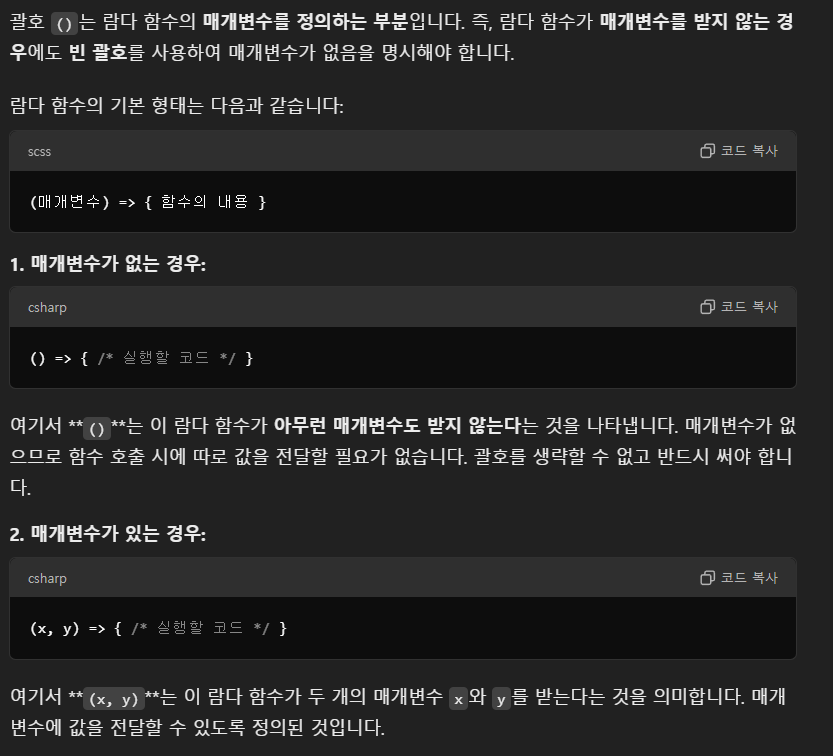 괄호 ()는 람다 함수의 매개변수를 정의하는 부분입니다. 즉, 람다 함수가 매개변수를 받지 않는 경
우에도 빈 괄호를 사용하여 매개변수가 없음을 명시해야 합니다.
람다 함수의 기본 형태는 다음과 같습니다:
scss 코드 복사
(매개변수) => { 함수의 내용 }
1. 매개변수가 없는 경우:
csharp 코드 복사
() => { /* 실행할 코드 */ }
여기서 **()**는 이 람다 함수가 아무런 매개변수도 받지 않는다는 것을 나타냅니다. 매개변수가 없
으므로 함수 호출 시에 따로 값을 전달할 필요가 없습니다. 괄호를 생략할 수 없고 반드시 써야 합니
다.
2. 매개변수가 있는 경우:
csharp 코드 복사
(x, y) => { /* 실행할 코드 */ }
여기서 **(x, y)**는 이 람다 함수가 두 개의 매개변수 x와 y를 받는다는 것을 의미합니다. 매개
변수에 값을 전달할 수 있도록 정의된 것입니다.